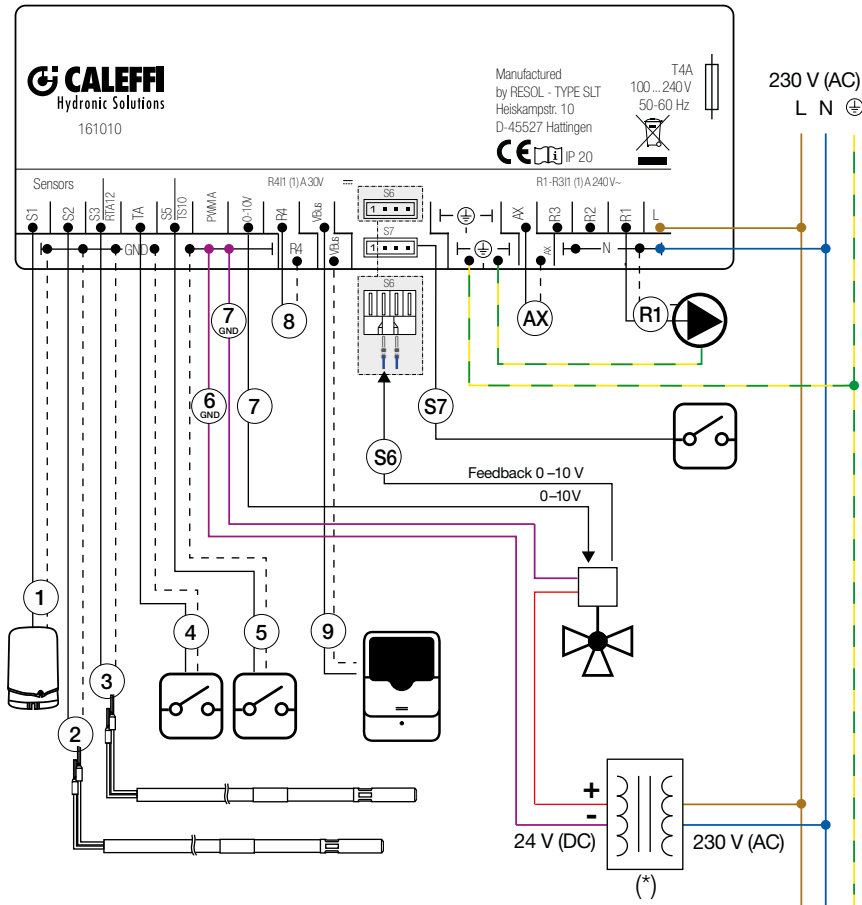 CALEFFI
Hydronic Solutions
161010
Manufactured
by RESOL - TYPE SLT
Heiskampstr. 10
D-45527 Hattingen
CE i IP 20
T4A
100 ... 240 V
50-60 Hz
230 V (AC)
L N
Sensors
R4I1 (1) A 30V
R1-R3I1 (1) A 240 V~
S1
S2
S3
RTA12
TA
S5
TS10
PWM A
0-10V
R4
VBus
S6
1
S7
1
AX
R3
R2
R1
L
GND
R4
VBus
AX
N
S6
7
GND
8
AX
R1
6
GND
7
S7
S6
Feedback 0–10 V
0–10V
1
4
5
9
3
2
+
-
24 V (DC)
230 V (AC)
(*)